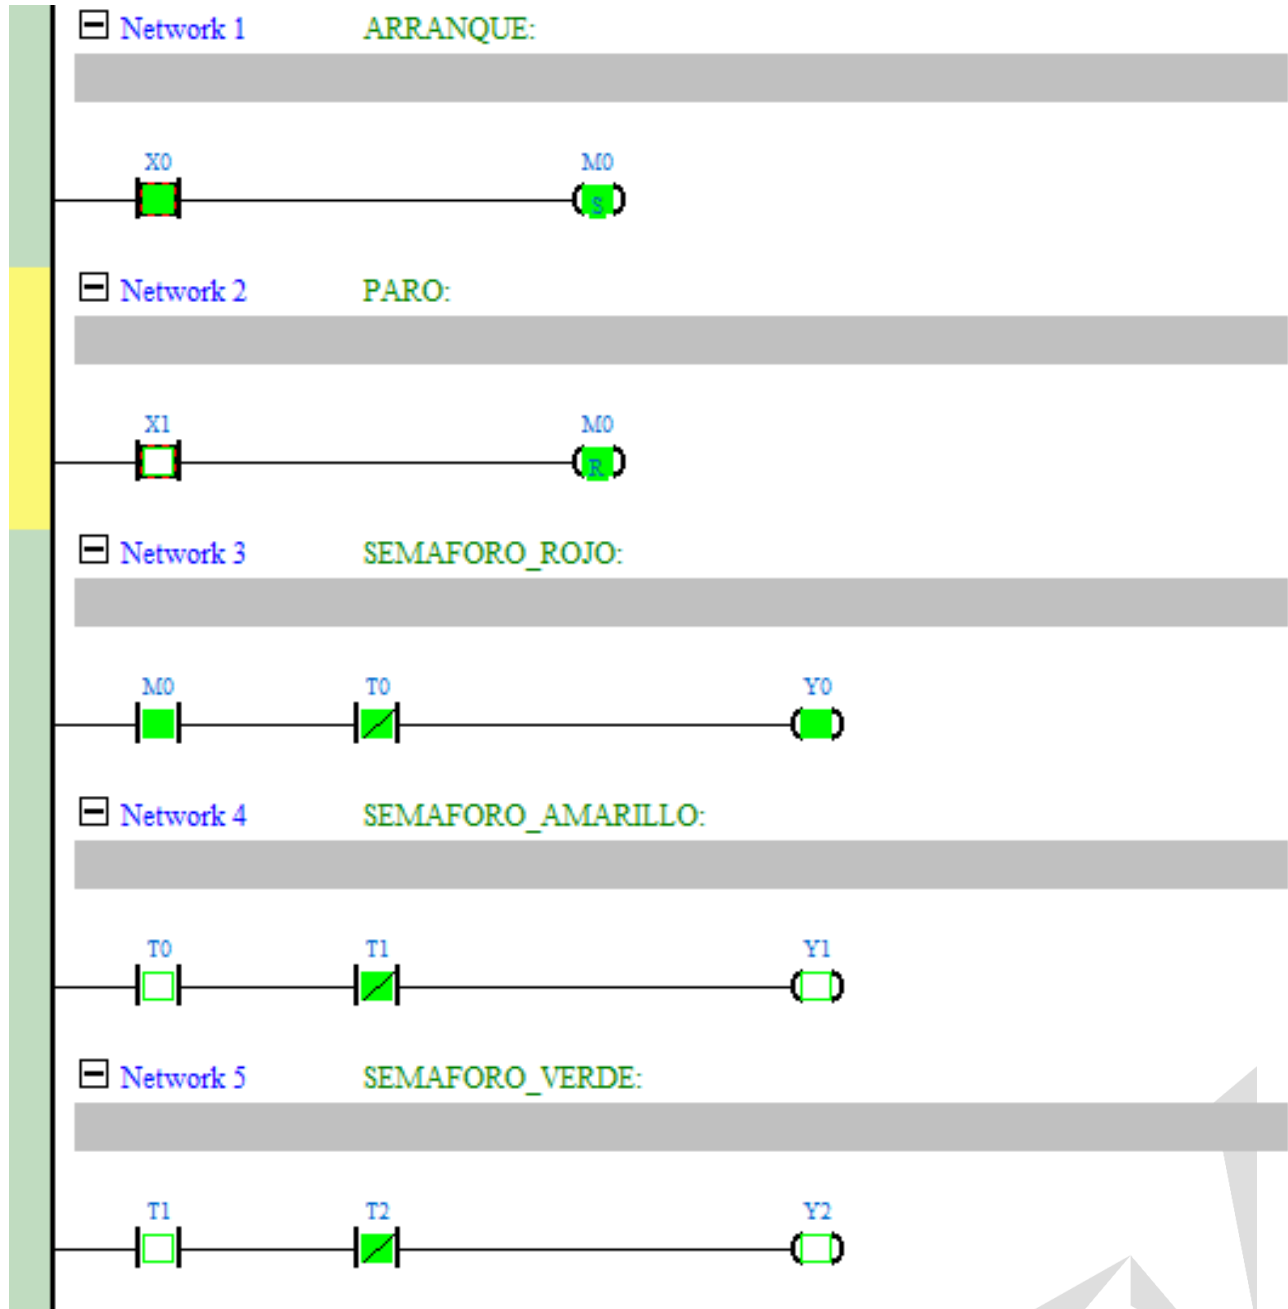 Network 1 ARRANQUE:
X0 M0
S
Network 2 PARO:
X1 M0
R
Network 3 SEMAFORO_ROJO:
M0 T0 Y0
Network 4 SEMAFORO_AMARILLO:
T0 T1 Y1
Network 5 SEMAFORO_VERDE:
T1 T2 Y2